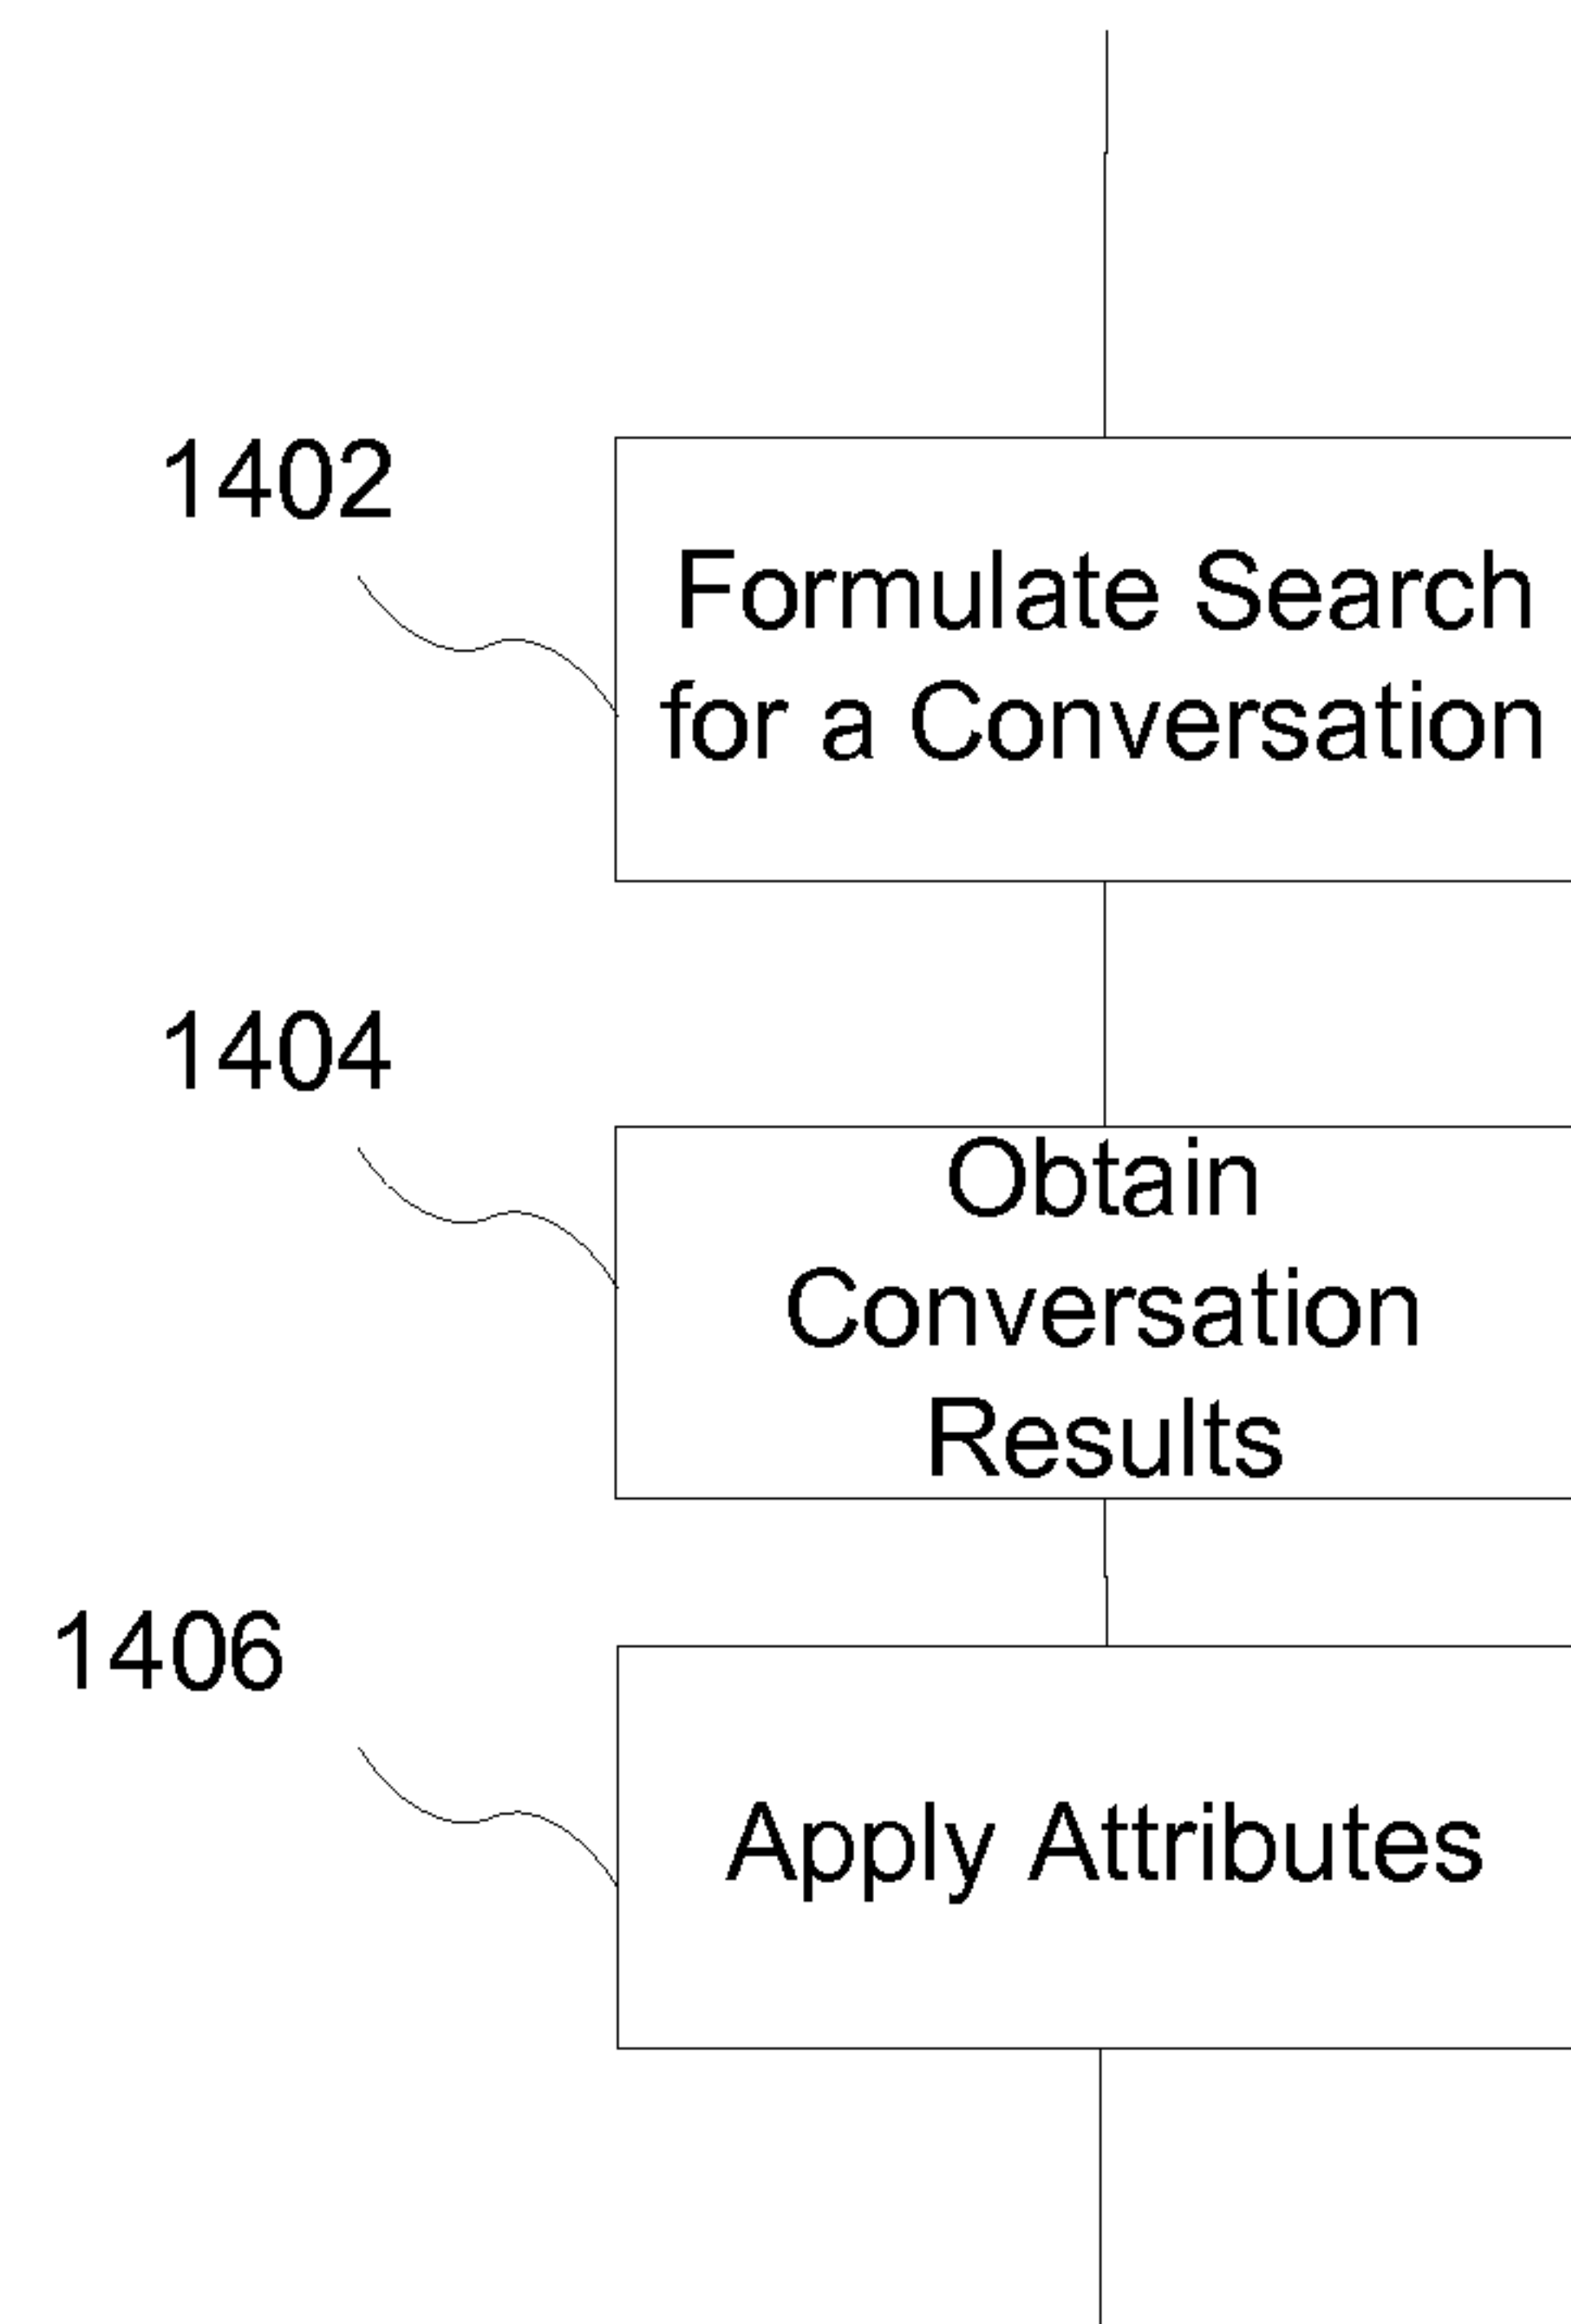 1402
Formulate Search
for a Conversation
1404
Obtain
Conversation
Results
1406
Apply Attributes